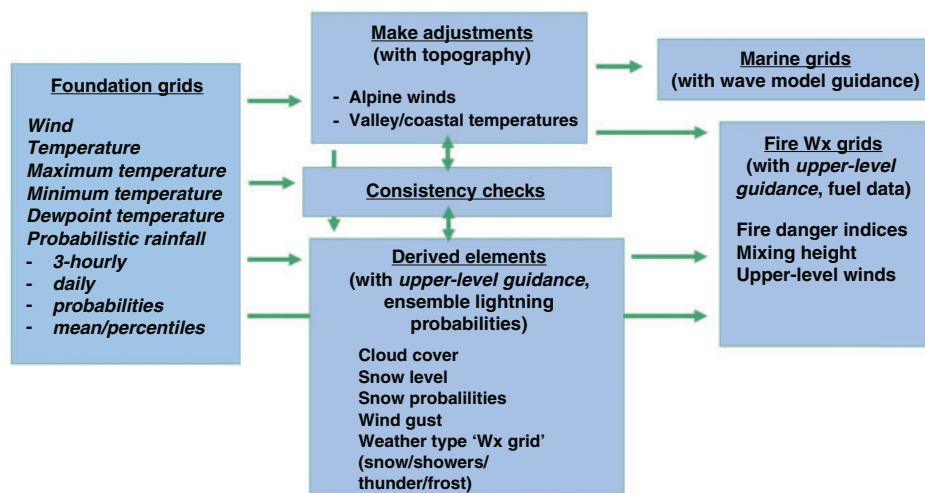 Foundation grids
Wind
Temperature
Maximum temperature
Minimum temperature
Dewpoint temperature
Probabilistic rainfall
- 3-hourly
- daily
- probabilities
- mean/percentiles
Make adjustments
(with topography)
- Alpine winds
- Valley/coastal temperatures
Consistency checks
Derived elements
(with upper-level guidance,
ensemble lightning
probabilities)
Cloud cover
Snow level
Snow probalilities
Wind gust
Weather type ‘Wx grid’
(snow/showers/
thunder/frost)
Marine grids
(with wave model guidance)
Fire Wx grids
(with upper-level
guidance, fuel data)
Fire danger indices
Mixing height
Upper-level winds